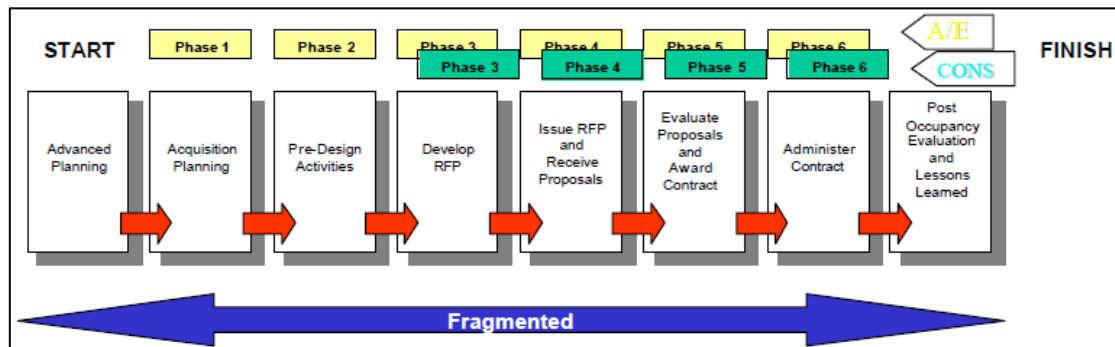 START
Phase 1
Phase 2
Phase 3
Phase 4
Phase 5
Phase 6
A/E
FINISH
Phase 3
Phase 4
Phase 5
Phase 6
CONS
Advanced
Planning
Acquisition
Planning
Pre-Design
Activities
Develop
RFP
Issue RFP
and
Receive
Proposals
Evaluate
Proposals
and
Award
Contract
Administer
Contract
Post
Occupancy
Evaluation
and
Lessons
Learned
Fragmented